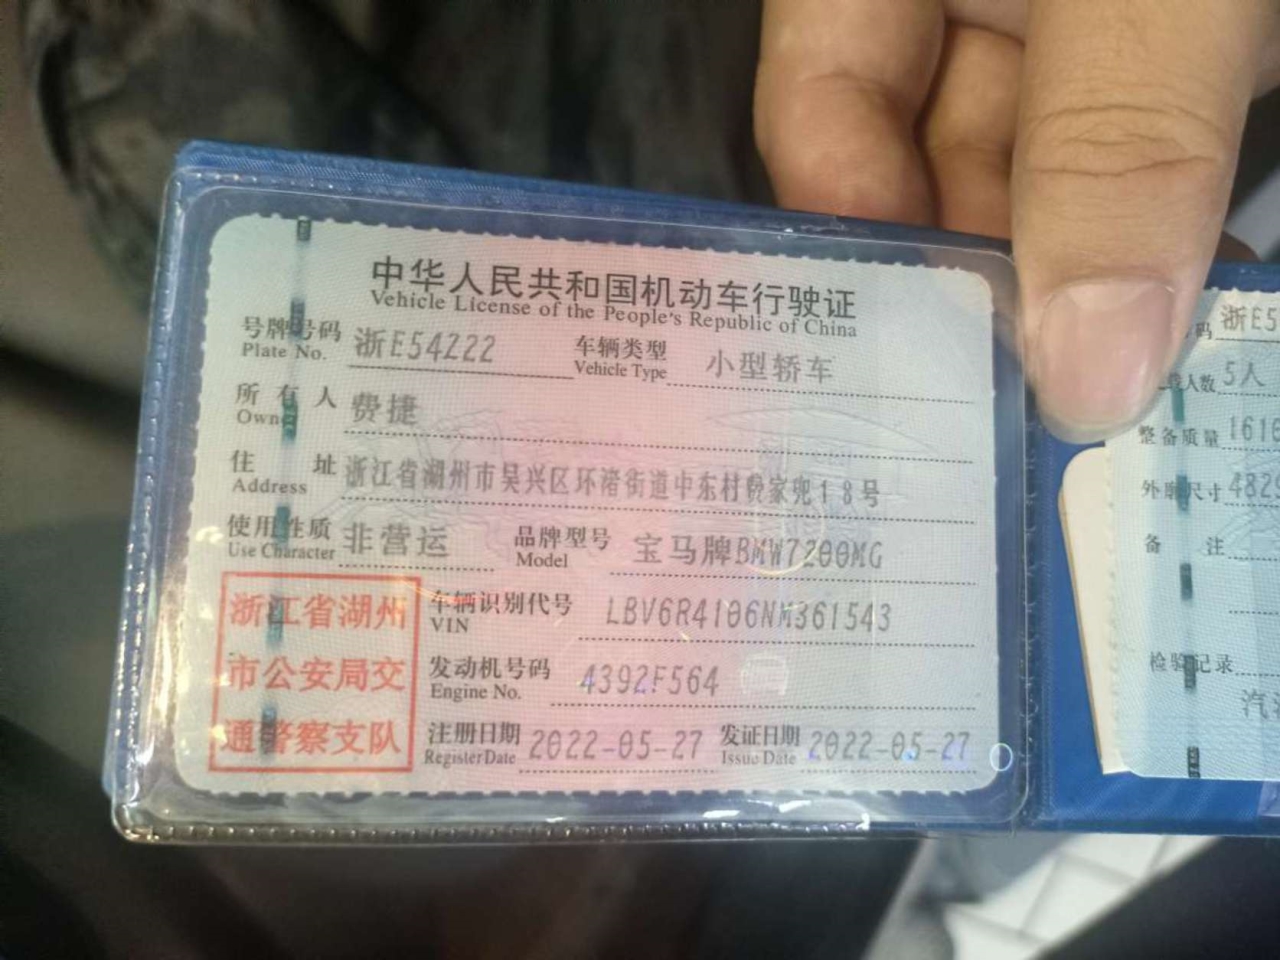 中华人民共和国机动车行驶证
Vehicle License of the People's Republic of China
号牌号码 浙E54Z22 车辆类型 小型轿车
Plate No. Vehicle Type
所有人 费捷
Owner
住址 浙江省湖州市吴兴区环渚街道中东村费家兜18号
Address
使用性质 非营运 品牌型号 宝马牌BMW7200MG
Use Character Model
浙江省湖州
市公安局交
通警察支队
车辆识别代号 LBV6R4106NM361543
VIN
发动机号码 4392F564
Engine No.
注册日期 2022-05-27 发证日期 2022-05-27
Register Date Issue Date
码 浙E5
人数 5人
整备质量 161
外廓尺寸 482
备注
检验记录
汽